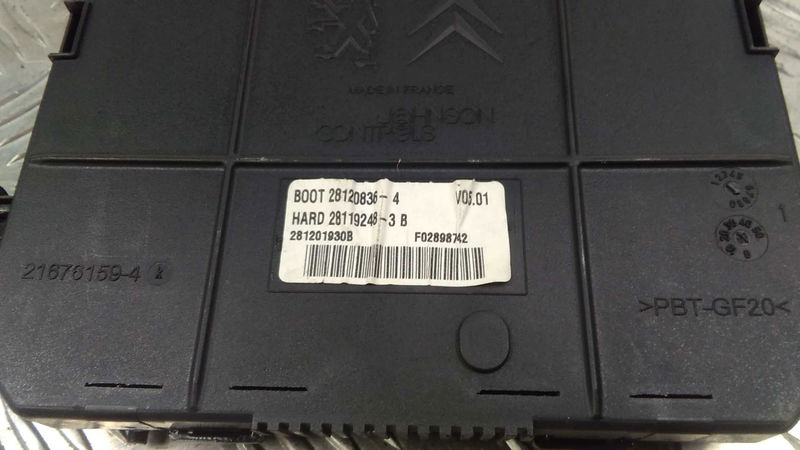 MADE IN FRANCE
JOHNSON
CONTROLS
BOOT 28120836-4 V05.01
HARD 28119248-3 B
281201930B F02898742
21676159-4
>PBT-GF20<
1